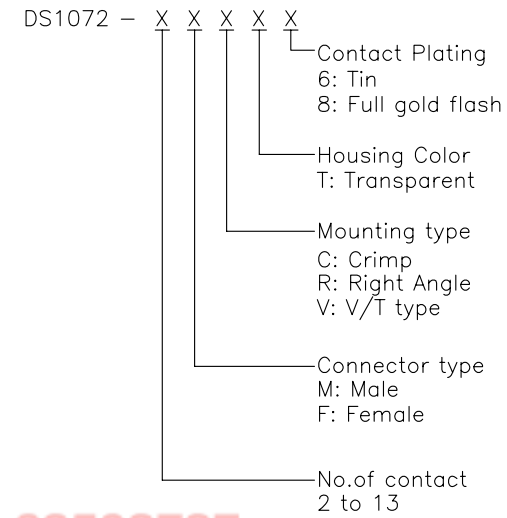 DS1072 - X X X X X
Contact Plating
6: Tin
8: Full gold flash
Housing Color
T: Transparent
Mounting type
C: Crimp
R: Right Angle
V: V/T type
Connector type
M: Male
F: Female
No.of contact
2 to 13